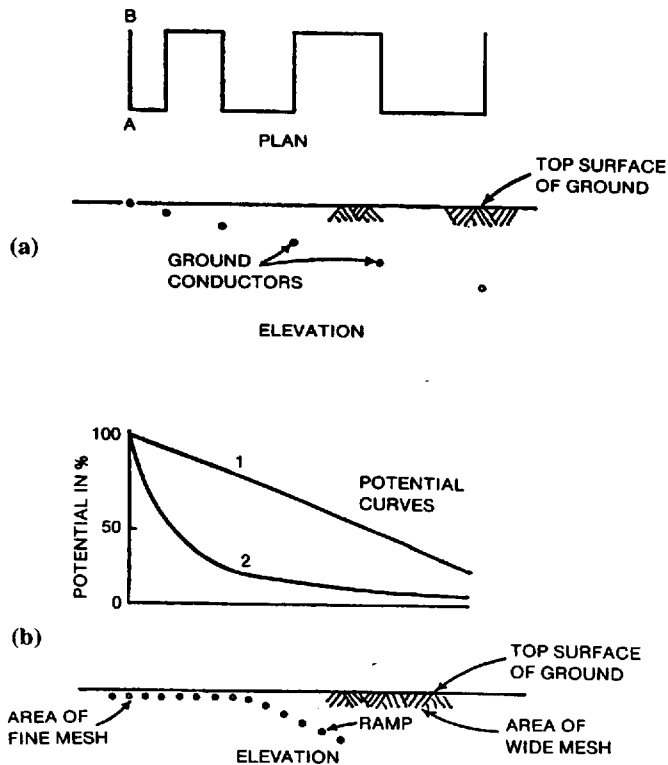 B
A
PLAN
TOP SURFACE
OF GROUND
(a)
GROUND
CONDUCTORS
ELEVATION
100
50
0
POTENTIAL IN %
1
2
POTENTIAL
CURVES
(b)
TOP SURFACE
OF GROUND
AREA OF
FINE MESH
RAMP
AREA OF
WIDE MESH
ELEVATION